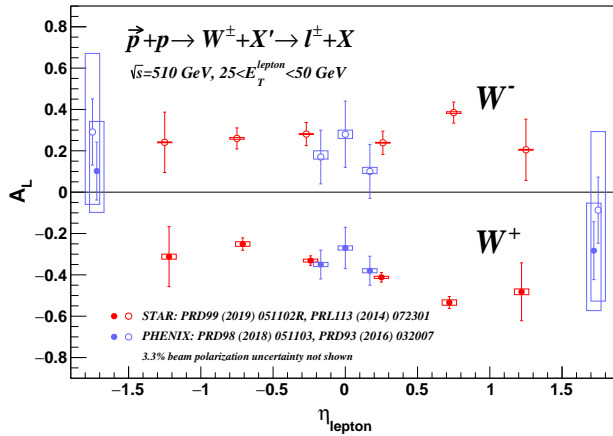 p⃗+p→W±+X′→l±+X
√s=510 GeV, 25<E_T^lepton<50 GeV
W-
W+
STAR: PRD99 (2019) 051102R, PRL113 (2014) 072301
PHENIX: PRD98 (2018) 051103, PRD93 (2016) 032007
3.3% beam polarization uncertainty not shown
A_L
0.8
0.6
0.4
0.2
0
−0.2
−0.4
−0.6
−0.8
−1.5 −1 −0.5 0 0.5 1 1.5
η_lepton